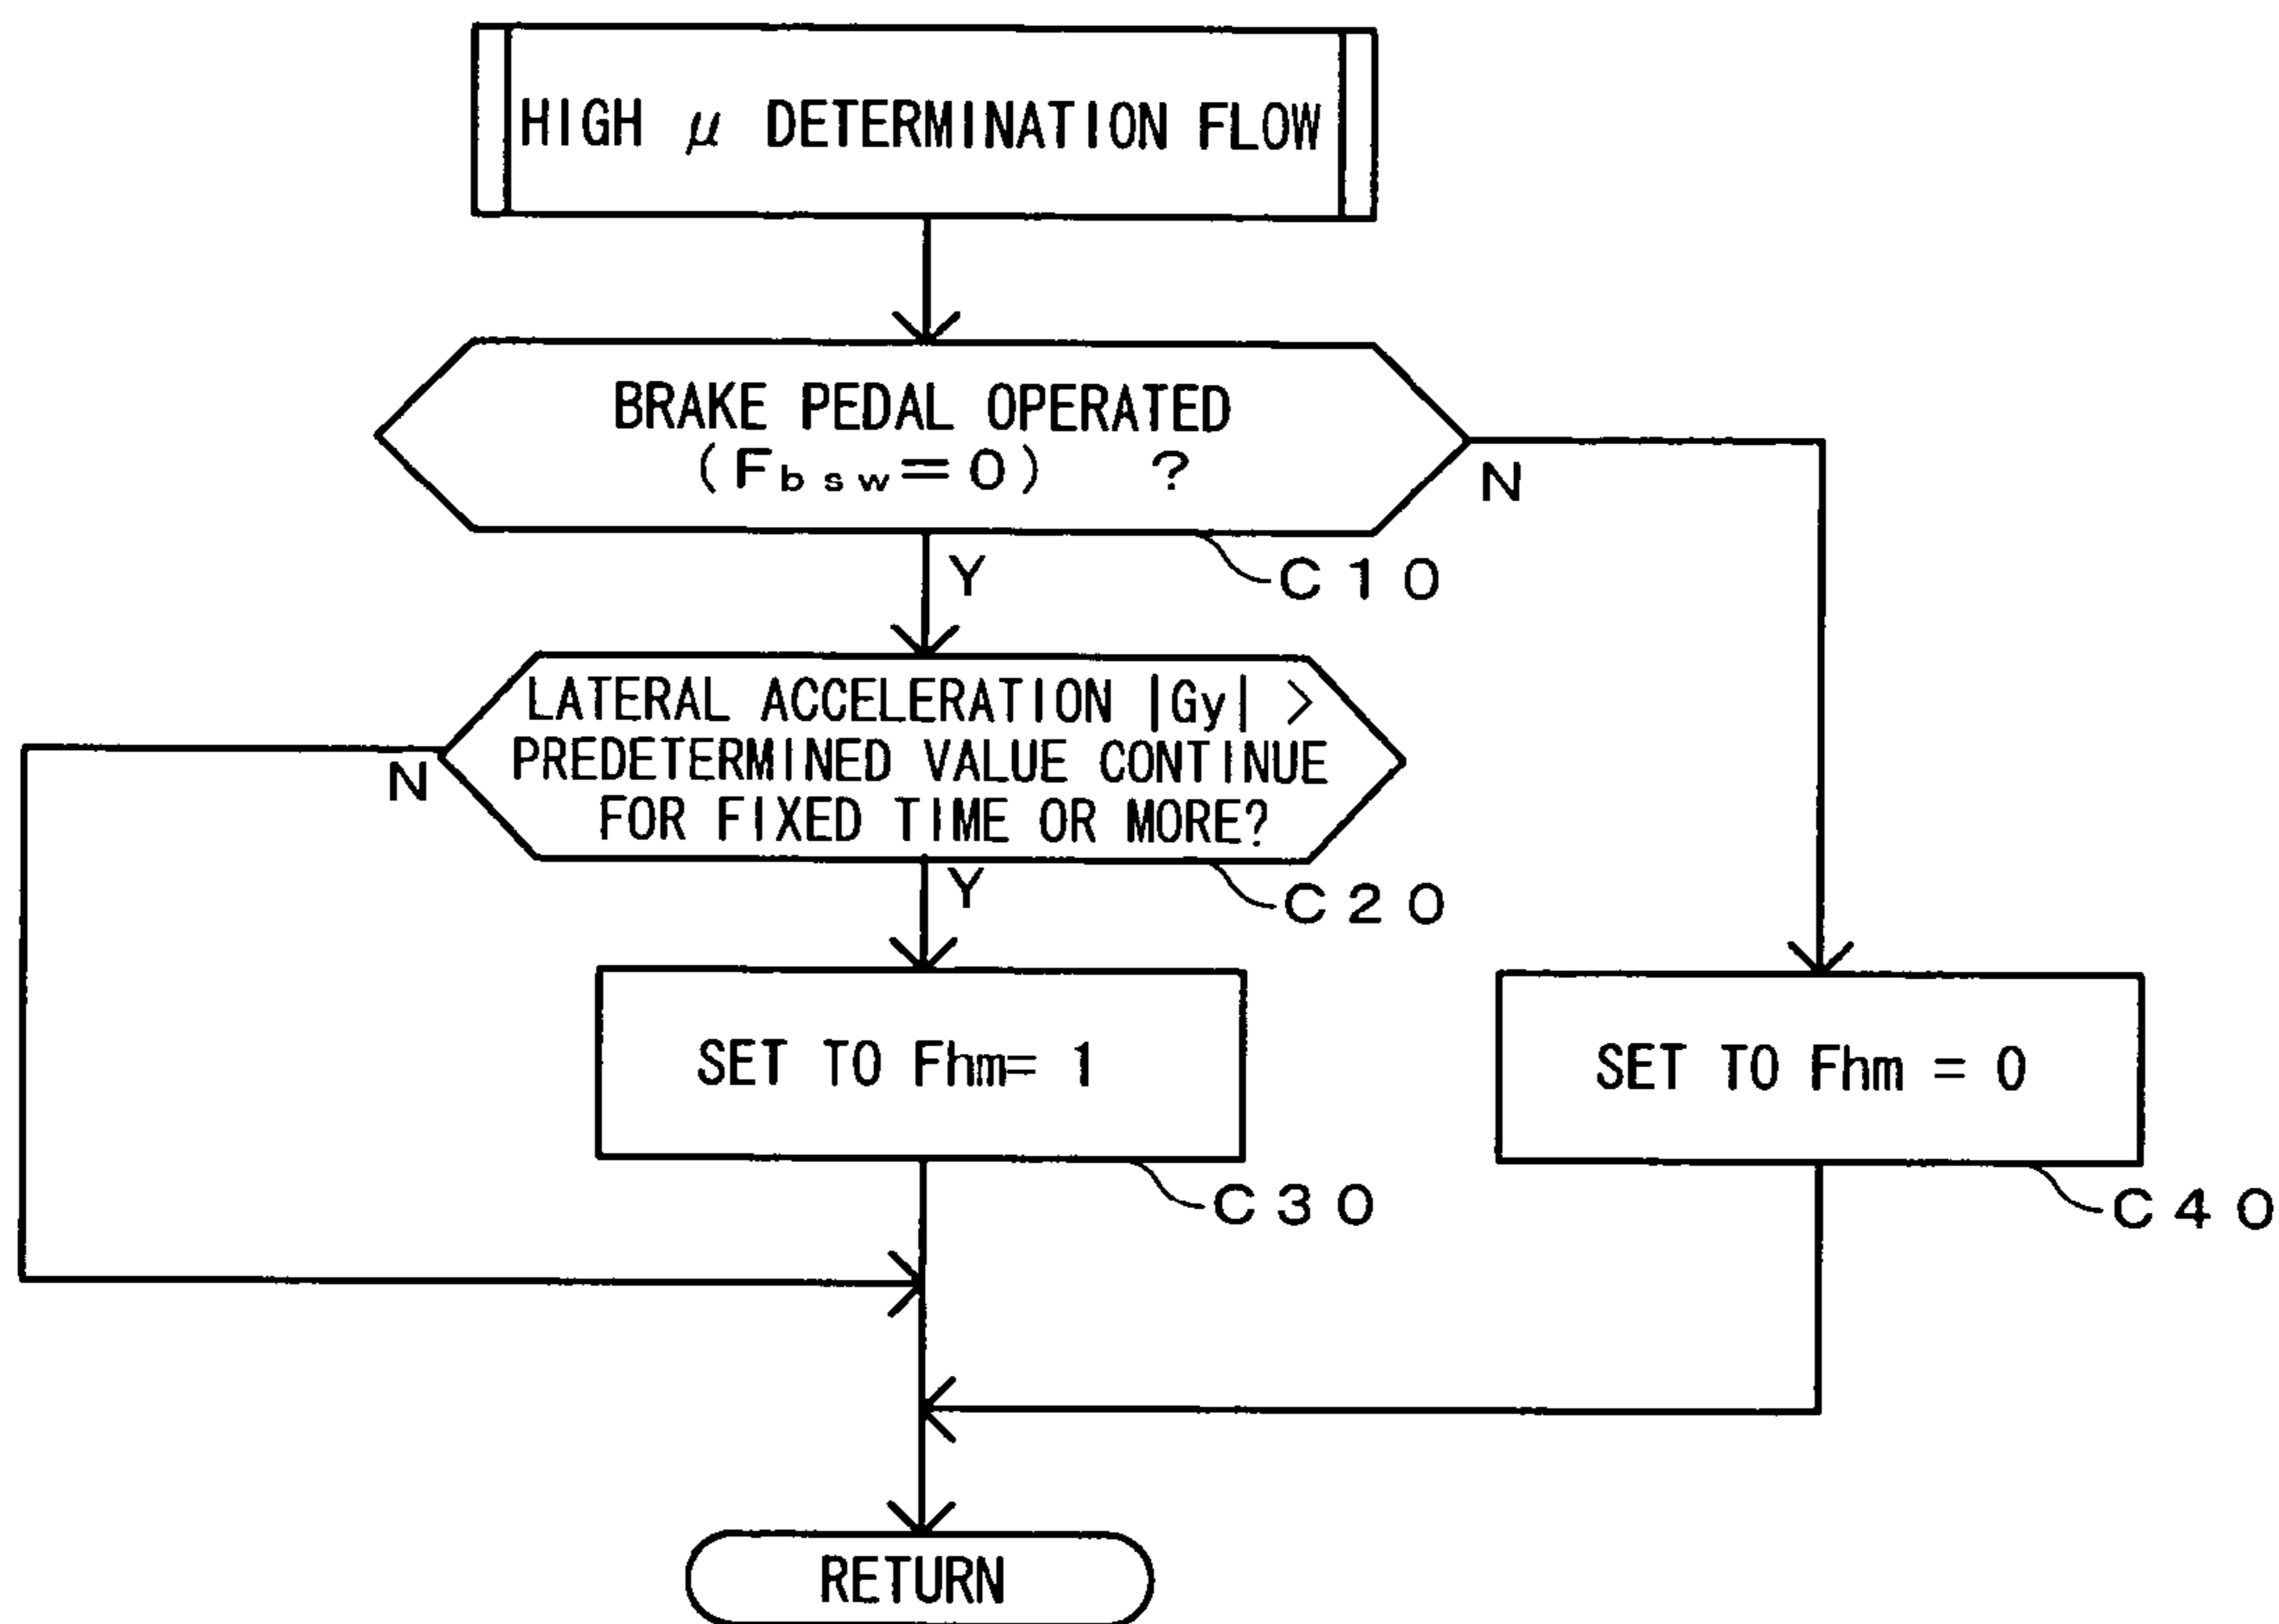 HIGH μ DETERMINATION FLOW
BRAKE PEDAL OPERATED
(Fbsw=0) ?
N
Y
C10
LATERAL ACCELERATION |Gy| >
PREDETERMINED VALUE CONTINUE
FOR FIXED TIME OR MORE?
N
Y
C20
SET TO Fhm= 1
SET TO Fhm = 0
C30
C40
RETURN